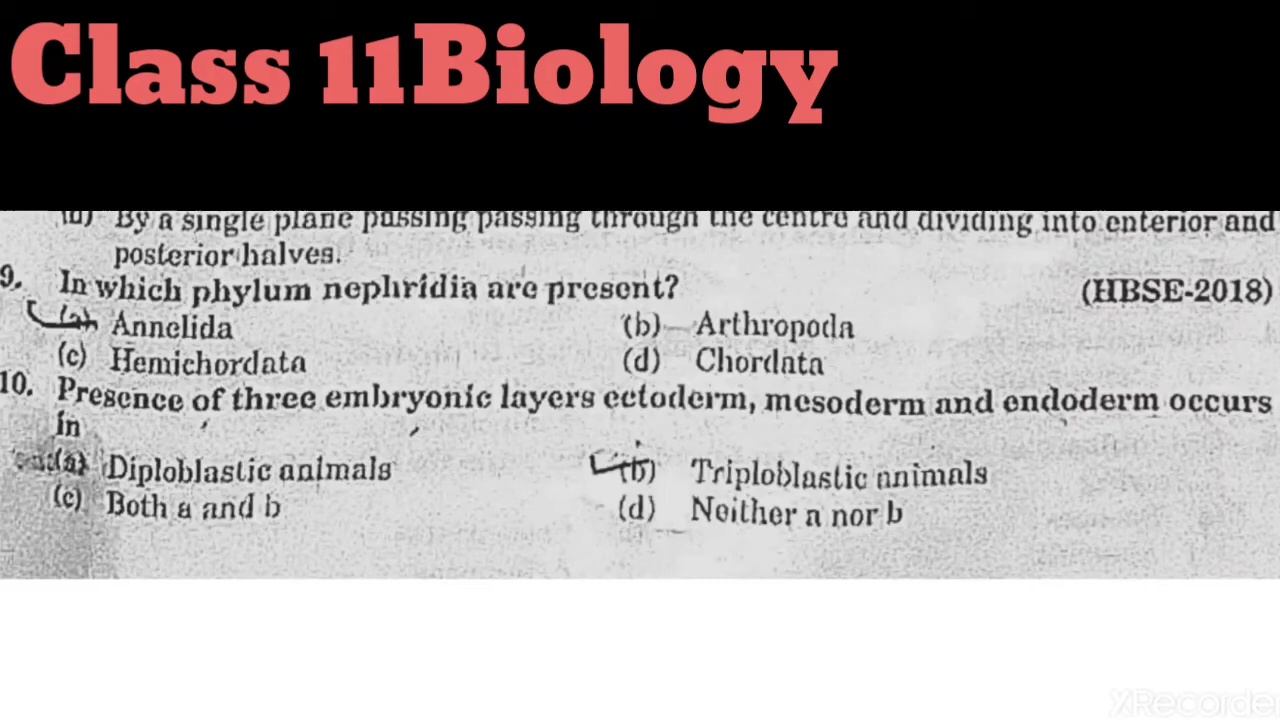 Class 11Biology
(d) By a single plane passing passing through the centre and dividing into enterior and
posterior halves.
9. In which phylum nephridia are present? (HBSE-2018)
(a) Annelida (b) Arthropoda
(c) Hemichordata (d) Chordata
10. Presence of three embryonic layers ectoderm, mesoderm and endoderm occurs
in
(a) Diploblastic animals (b) Triploblastic animals
(c) Both a and b (d) Neither a nor b
XRecorder